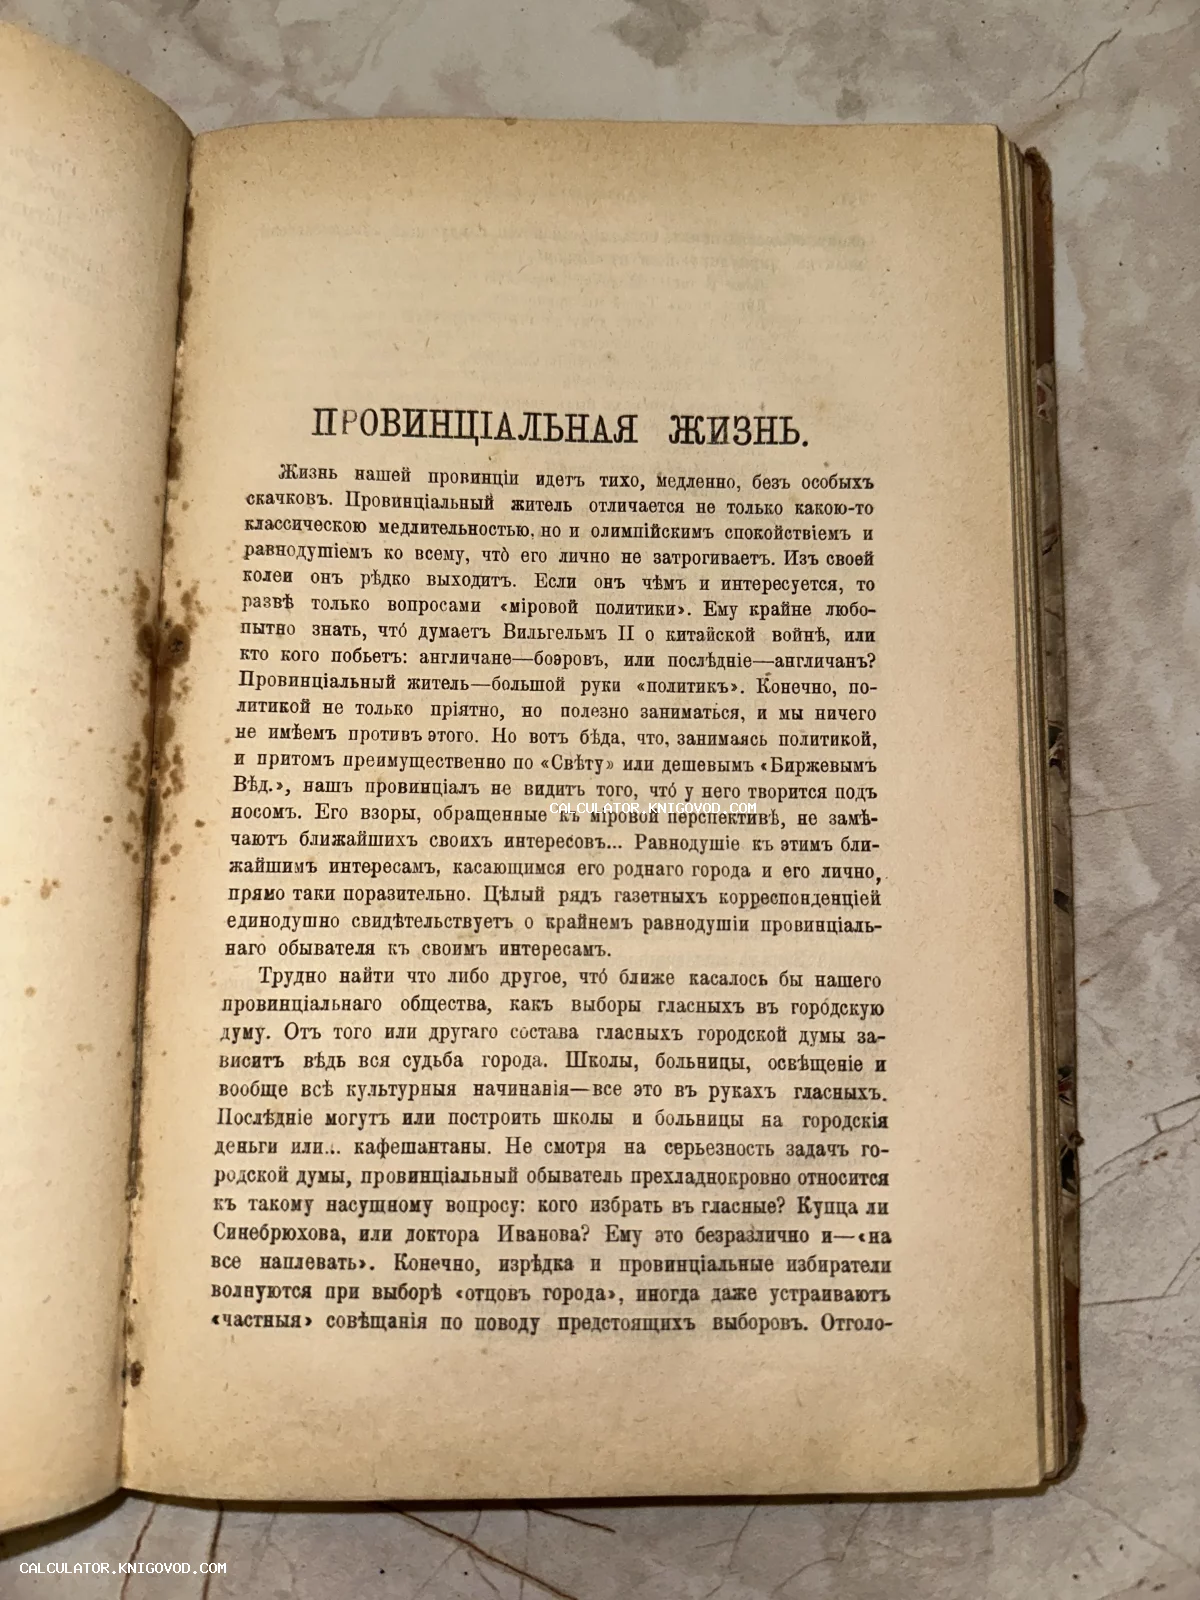 ПРОВИНЦІАЛЬНАЯ ЖИЗНЬ.
Жизнь нашей провинціи идетъ тихо, медленно, безъ особыхъ
скачковъ. Провинціальный житель отличается не только какою-то
классическою медлительностью, но и олимпійскимъ спокойствіемъ и
равнодушіемъ ко всему, что̀ его лично не затрогиваетъ. Изъ своей
колеи онъ рѣдко выходитъ. Если онъ чѣмъ и интересуется, то
развѣ только вопросами «міровой политики». Ему крайне любо-
пытно знать, что́ думаетъ Вильгельмъ II о китайской войнѣ, или
кто кого побьетъ: англичане—боэровъ, или послѣдніе—англичанъ?
Провинціальный житель—большой руки «политикъ». Конечно, по-
литикой не только пріятно, но полезно заниматься, и мы ничего
не имѣемъ противъ этого. Но вотъ бѣда, что, занимаясь политикой,
и притомъ преимущественно по «Свѣту» или дешевымъ «Биржевымъ
Вѣд.», нашъ провинціалъ не видитъ того, что́ у него творится подъ
носомъ. Его взоры, обращенные къ міровой перспективѣ, не замѣ-
чаютъ ближайшихъ своихъ интересовъ... Равнодушіе къ этимъ бли-
жайшимъ интересамъ, касающимся его роднаго города и его лично,
прямо таки поразительно. Цѣлый рядъ газетныхъ корреспонденціей
единодушно свидѣтельствуетъ о крайнемъ равнодушіи провинціаль-
наго обывателя къ своимъ интересамъ.
Трудно найти что либо другое, что́ ближе касалось бы нашего
провинціальнаго общества, какъ выборы гласныхъ въ горо́дскую
думу. Отъ того или другаго состава гласныхъ городской думы за-
виситъ вѣдь вся судьба города. Школы, больницы, освѣщеніе и
вообще всѣ культурныя начинанія—все это въ рукахъ гласныхъ.
Послѣдніе могутъ или построить школы и больницы на городскія
деньги или... кафешантаны. Не смотря на серьезность задачъ го-
родской думы, провинціальный обыватель прехладнокровно относится
къ такому насущному вопросу: кого избрать въ гласные? Купца ли
Синебрюхова, или доктора Иванова? Ему это безразлично и—«на
все наплевать». Конечно, изрѣдка и провинціальные избиратели
волнуются при выборѣ «отцовъ города», иногда даже устраиваютъ
«частныя» совѣщанія по поводу предстоящихъ выборовъ. Отголо-
CALCULATOR.KNIGOVOD.COM
CALCULATOR.KNIGOVOD.COM